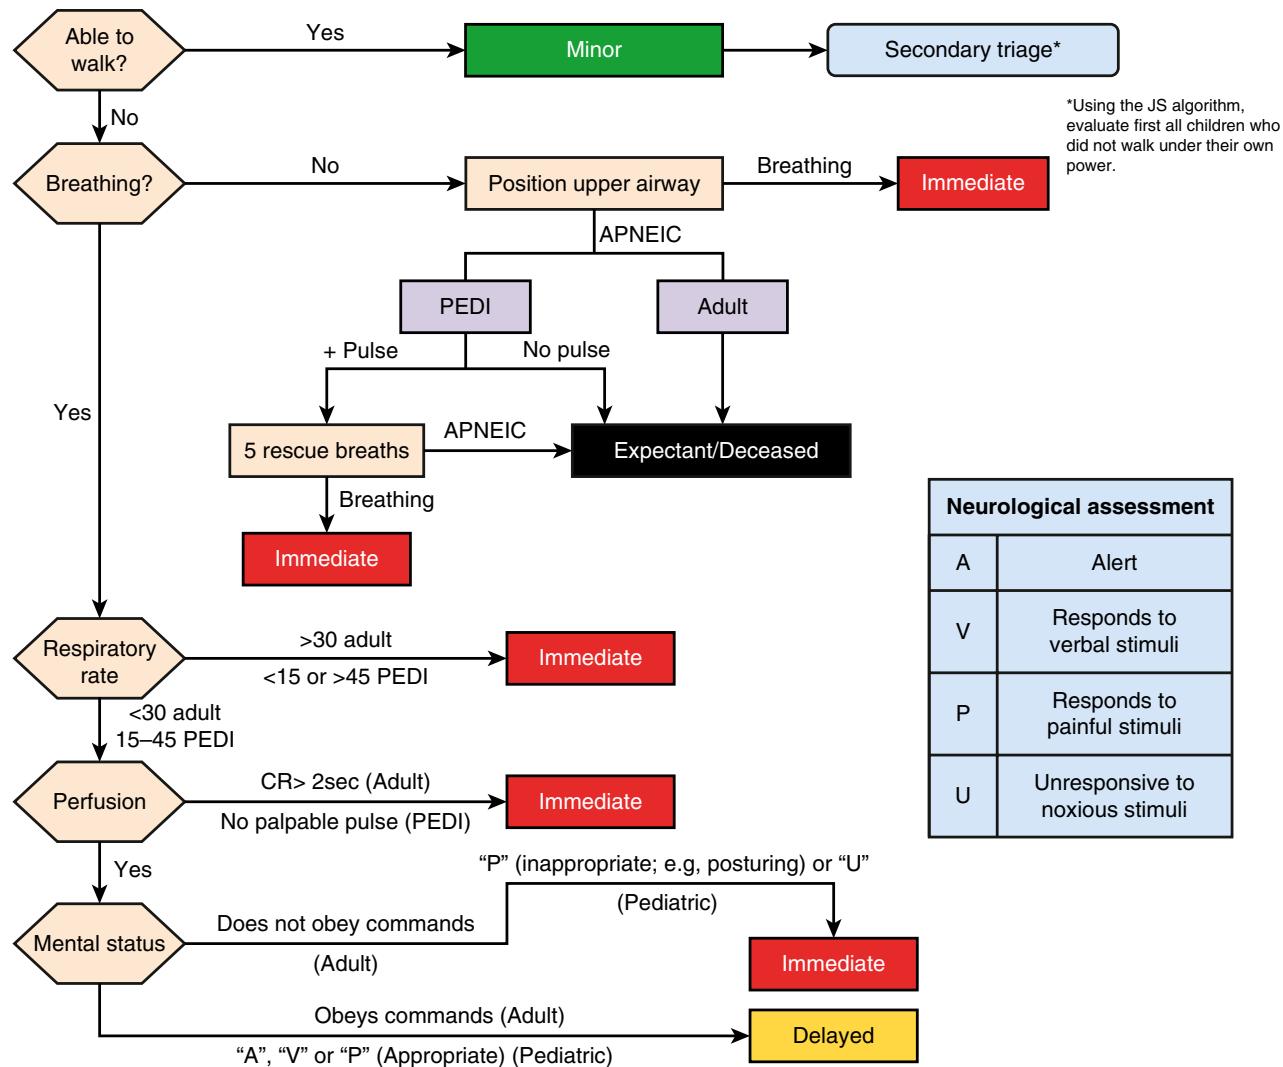 Able to
walk?
Yes
Minor
Secondary triage*
*Using the JS algorithm,
evaluate first all children who
did not walk under their own
power.
No
Breathing?
No
Position upper airway
Breathing
Immediate
APNEIC
PEDI
Adult
+ Pulse
No pulse
Yes
5 rescue breaths
APNEIC
Expectant/Deceased
Breathing
Immediate
Neurological assessment
A
Alert
V
Responds to
verbal stimuli
P
Responds to
painful stimuli
U
Unresponsive to
noxious stimuli
Respiratory
rate
>30 adult
<15 or >45 PEDI
Immediate
<30 adult
15–45 PEDI
Perfusion
CR> 2sec (Adult)
No palpable pulse (PEDI)
Immediate
Yes
Mental status
Does not obey commands
(Adult)
“P” (inappropriate; e.g, posturing) or “U”
(Pediatric)
Immediate
Obeys commands (Adult)
“A”, “V” or “P” (Appropriate) (Pediatric)
Delayed